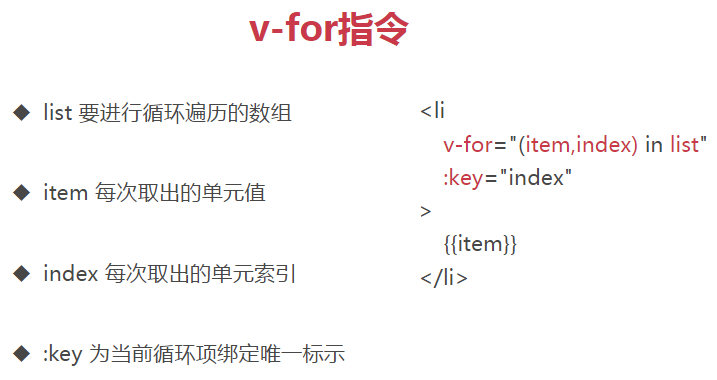 v-for指令
◆ list 要进行循环遍历的数组
◆ item 每次取出的单元值
◆ index 每次取出的单元索引
◆ :key 为当前循环项绑定唯一标示
<li
v-for="(item,index) in list"
:key="index"
>
{{item}}
</li>